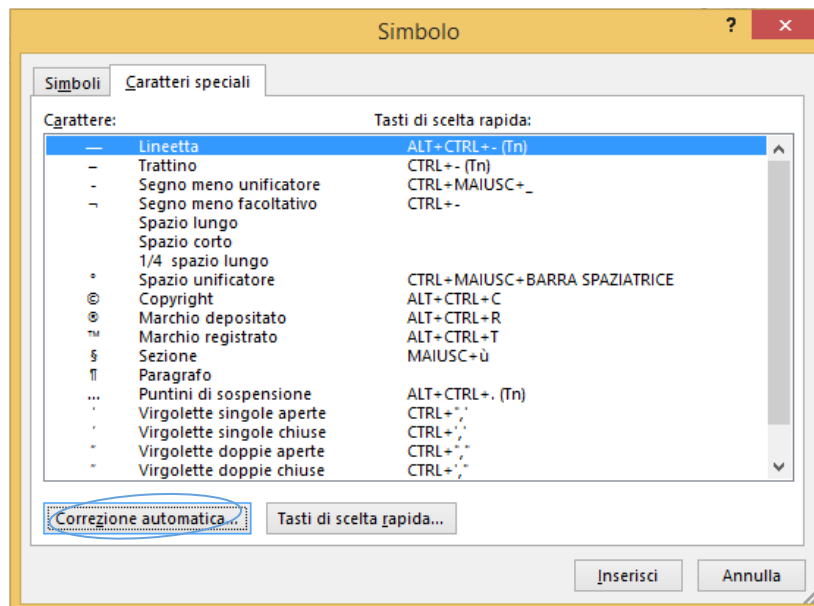 Simbolo ? ×
Simboli Caratteri speciali
Carattere: Tasti di scelta rapida:
— Lineetta ALT+CTRL+- (Tn)
– Trattino CTRL+- (Tn)
- Segno meno unificatore CTRL+MAIUSC+_
¬ Segno meno facoltativo CTRL+-
Spazio lungo
Spazio corto
1/4 spazio lungo
° Spazio unificatore CTRL+MAIUSC+BARRA SPAZIATRICE
© Copyright ALT+CTRL+C
® Marchio depositato ALT+CTRL+R
™ Marchio registrato ALT+CTRL+T
§ Sezione MAIUSC+ù
¶ Paragrafo
… Puntini di sospensione ALT+CTRL+. (Tn)
‘ Virgolette singole aperte CTRL+'','
’ Virgolette singole chiuse CTRL+',''
“ Virgolette doppie aperte CTRL+'',"
” Virgolette doppie chiuse CTRL+',"
Correzione automatica... Tasti di scelta rapida...
Inserisci Annulla